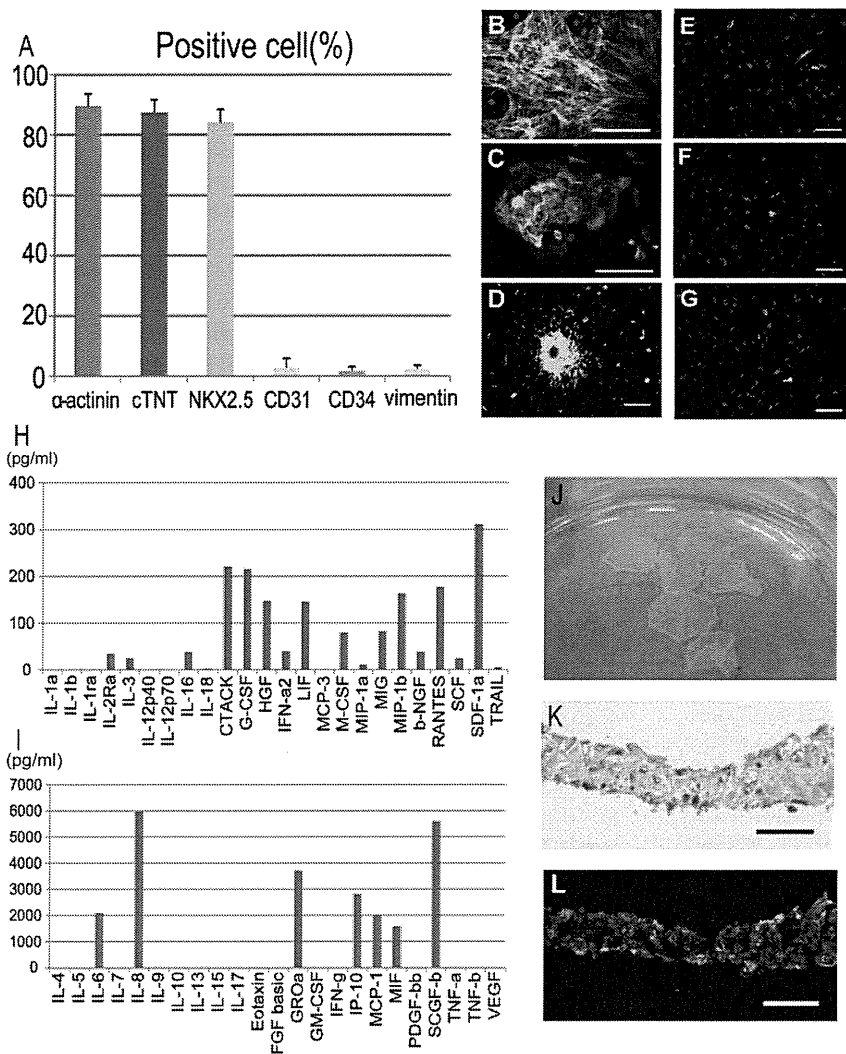 A
Positive cell(%)
100
80
60
40
20
0
α-actinin cTNT NKX2.5 CD31 CD34 vimentin
B
C
D
E
F
G
H
(pg/ml)
400
300
200
100
0
IL-1a
IL-1b
IL-1ra
IL-2Ra
IL-3
IL-12p40
IL-12p70
IL-16
IL-18
CTACK
G-CSF
HGF
IFN-a2
LIF
MCP-3
M-CSF
MIP-1a
MIG
MIP-1b
b-NGF
RANTES
SCF
SDF-1a
TRAIL
I
(pg/ml)
7000
6000
5000
4000
3000
2000
1000
0
IL-4
IL-5
IL-6
IL-7
IL-8
IL-9
IL-10
IL-13
IL-15
IL-17
Eotaxin
FGF basic
GROa
GM-CSF
IFN-g
IP-10
MCP-1
MIF
PDGF-bb
SCGF-b
TNF-a
TNF-b
VEGF
J
K
L